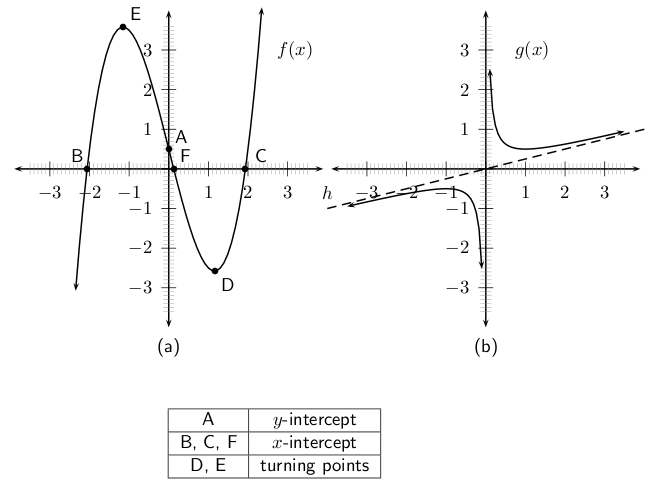 E
f(x)
g(x)
3
3
2
2
1
1
A
B
F
C
−3 −2 −1
1 2 3
h
−3 −2 −1
1 2 3
−1
−1
−2
−2
D
−3
−3
(a)
(b)
A y-intercept
B, C, F x-intercept
D, E turning points